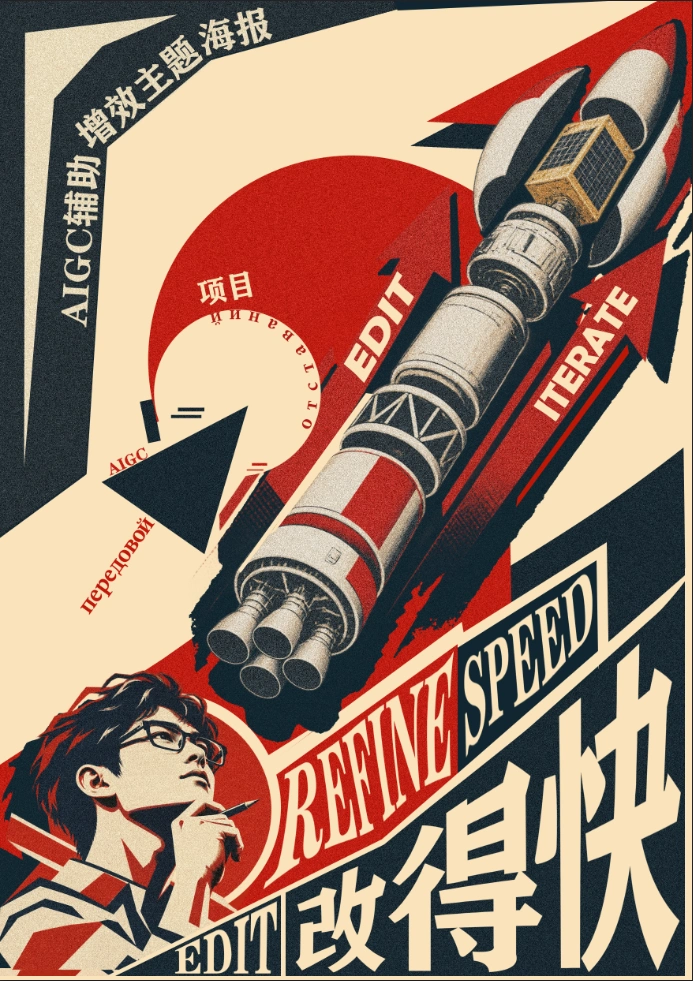 AIGC辅助
增效主题海报
项目
отставаний
EDIT
ITERATE
AIGC
передовой
REFINE
SPEED
EDIT
改得快